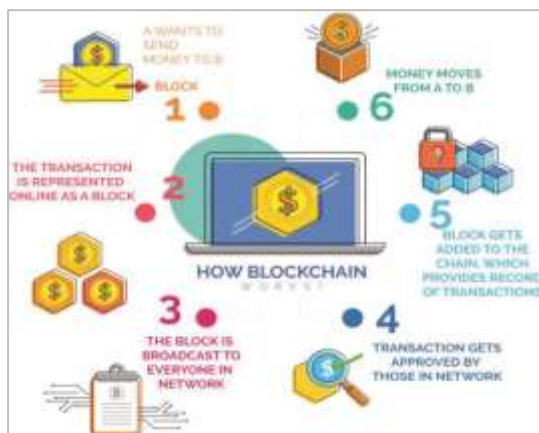 A WANTS TO
SEND
MONEY TO B
BLOCK
1
THE TRANSACTION
IS REPRESENTED
ONLINE AS A BLOCK
2
3
THE BLOCK IS
BROADCAST TO
EVERYONE IN
NETWORK
HOW BLOCKCHAIN
WORKS?
4
TRANSACTION GETS
APPROVED BY
THOSE IN NETWORK
5
BLOCK GETS
ADDED TO THE
CHAIN, WHICH
PROVIDES RECORD
OF TRANSACTIONS
6
MONEY MOVES
FROM A TO B